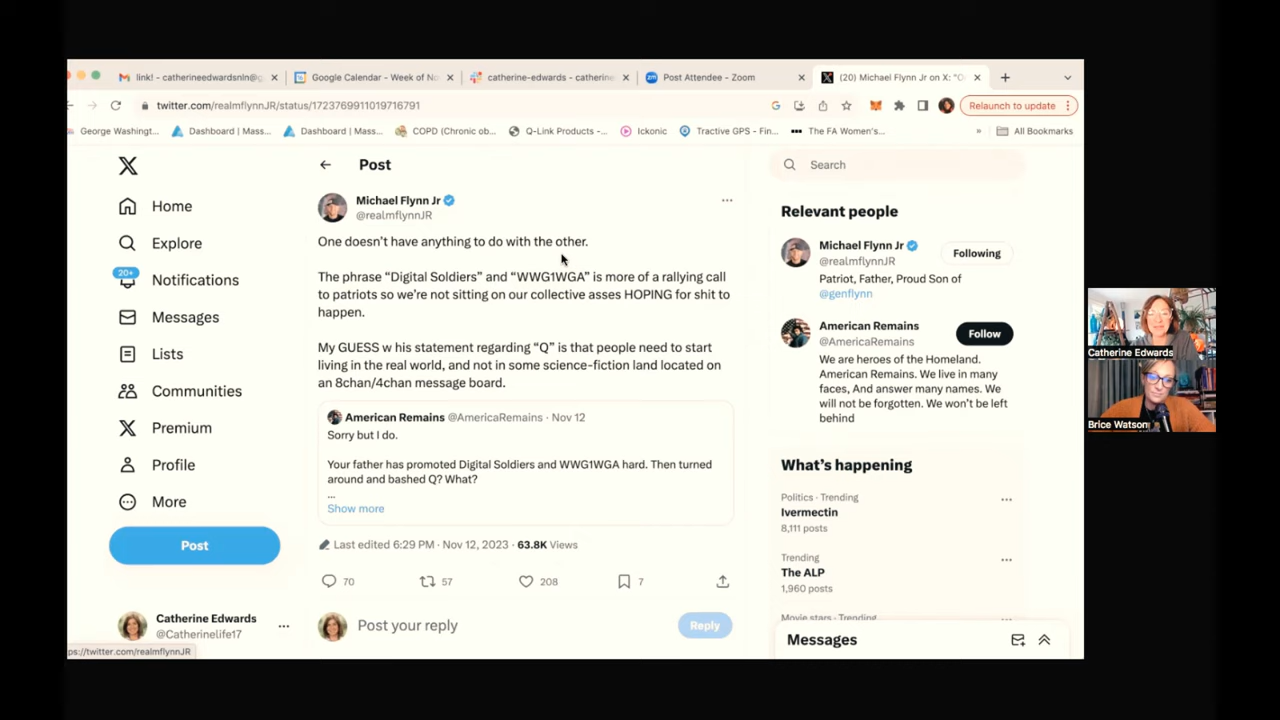 link! - catherineedwardsnln@g
Google Calendar - Week of No
catherine-edwards - catherine
Post Attendee - Zoom
(20) Michael Flynn Jr on X: "O
twitter.com/realmflynnJR/status/1723769911019716791
Relaunch to update
George Washingt...
Dashboard | Mass...
Dashboard | Mass...
COPD (Chronic ob...
Q-Link Products -...
Ickonic
Tractive GPS - Fin...
The FA Women's...
»
All Bookmarks
Home
Explore
20+
Notifications
Messages
Lists
Communities
Premium
Profile
More
Post
Catherine Edwards
@Catherinelife17
ps://twitter.com/realmflynnJR
Post
Michael Flynn Jr
@realmflynnJR
One doesn't have anything to do with the other.
The phrase “Digital Soldiers” and “WWG1WGA” is more of a rallying call
to patriots so we're not sitting on our collective asses HOPING for shit to
happen.
My GUESS w his statement regarding “Q” is that people need to start
living in the real world, and not in some science-fiction land located on
an 8chan/4chan message board.
American Remains @AmericaRemains · Nov 12
Sorry but I do.
Your father has promoted Digital Soldiers and WWG1WGA hard. Then turned
around and bashed Q? What?
...
Show more
Last edited 6:29 PM · Nov 12, 2023 · 63.8K Views
70
57
208
7
Post your reply
Reply
Search
Relevant people
Michael Flynn Jr
@realmflynnJR
Following
Patriot, Father, Proud Son of
@genflynn
American Remains
@AmericaRemains
Follow
We are heroes of the Homeland.
American Remains. We live in many
faces, And answer many names. We
will not be forgotten. We won't be left
behind
What's happening
Politics · Trending
Ivermectin
8,111 posts
Trending
The ALP
1,960 posts
Movie stars · Trending
Messages
Catherine Edwards
Brice Watson